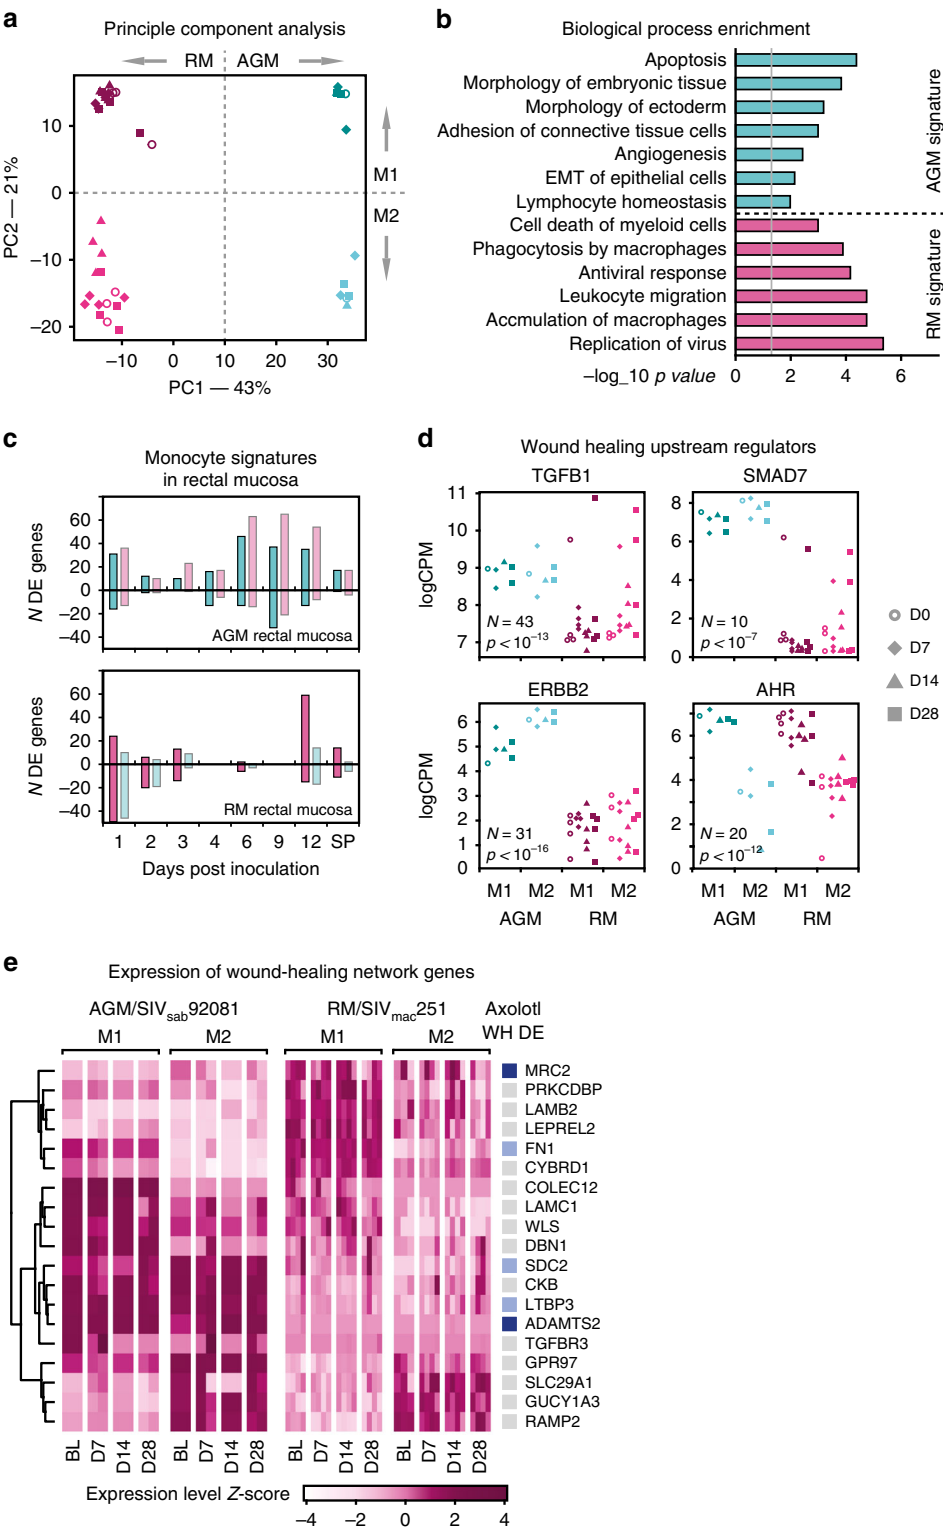 a
Principle component analysis
RM AGM
10
0
−10
−20
PC2 — 21%
M1
M2
−10 0 10 20 30
PC1 — 43%
b
Biological process enrichment
Apoptosis
Morphology of embryonic tissue
Morphology of ectoderm
Adhesion of connective tissue cells
Angiogenesis
EMT of epithelial cells
Lymphocyte homeostasis
Cell death of myeloid cells
Phagocytosis by macrophages
Antiviral response
Leukocyte migration
Accmulation of macrophages
Replication of virus
AGM signature
RM signature
−log_10 p value 0 2 4 6
c
Monocyte signatures
in rectal mucosa
N DE genes
60
40
20
0
−20
−40
AGM rectal mucosa
N DE genes
60
40
20
0
−20
−40
RM rectal mucosa
1 2 3 4 6 9 12 SP
Days post inoculation
d
Wound healing upstream regulators
TGFB1
logCPM
11
10
9
8
7
N = 43
p < 10−13
SMAD7
8
6
4
2
0
N = 10
p < 10−7
D0
D7
D14
D28
ERBB2
logCPM
6
5
4
3
2
1
0
N = 31
p < 10−16
AHR
6
4
2
0
N = 20
p < 10−12
M1 M2 M1 M2
AGM RM
M1 M2 M1 M2
AGM RM
e
Expression of wound-healing network genes
AGM/SIVsab92081 RM/SIVmac251 Axolotl
M1 M2 M1 M2 WH DE
MRC2
PRKCDBP
LAMB2
LEPREL2
FN1
CYBRD1
COLEC12
LAMC1
WLS
DBN1
SDC2
CKB
LTBP3
ADAMTS2
TGFBR3
GPR97
SLC29A1
GUCY1A3
RAMP2
BL D7 D14 D28 BL D7 D14 D28 BL D7 D14 D28 BL D7 D14 D28
Expression level Z-score
−4 −2 0 2 4